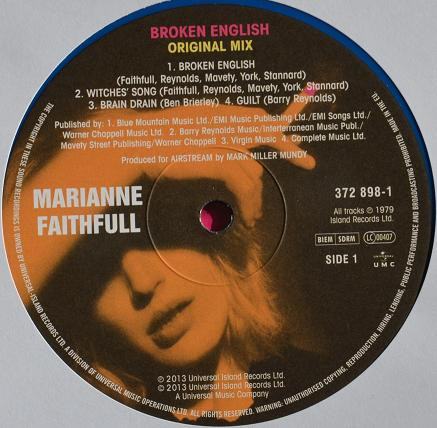 BROKEN ENGLISH
ORIGINAL MIX
1. BROKEN ENGLISH
(Faithfull, Reynolds, Mavety, York, Stannard)
2. WITCHES' SONG (Faithfull, Reynolds, Mavety, York, Stannard)
3. BRAIN DRAIN (Ben Brierley) 4. GUILT (Barry Reynolds)
Published by: 1. Blue Mountain Music Ltd./EMI Music Publishing Ltd./EMI Songs Ltd./
Warner Chappell Music Ltd. 2. Barry Reynolds Music/Interterranean Music Publ./
Mavety Street Publishing/Warner Chappell 3. Virgin Music 4. Complete Music Ltd.
Produced for AIRSTREAM by MARK MILLER MUNDY
MARIANNE
FAITHFULL
372 898-1
All tracks ℗ 1979
Island Records Ltd.
BIEM SDRM LC 00407
SIDE 1
UNIVERSAL
UMC
℗ 2013 Universal Island Records Ltd.
© 2013 Universal Island Records Ltd.
A Universal Music Company
THE COPYRIGHT IN THESE SOUND RECORDINGS IS OWNED BY UNIVERSAL-ISLAND RECORDS LTD. A DIVISION OF UNIVERSAL MUSIC OPERATIONS LTD. ALL RIGHTS RESERVED. WARNING: UNAUTHORISED COPYING, REPRODUCTION, HIRING, LENDING, PUBLIC PERFORMANCE AND BROADCASTING PROHIBITED. MADE IN THE EU.